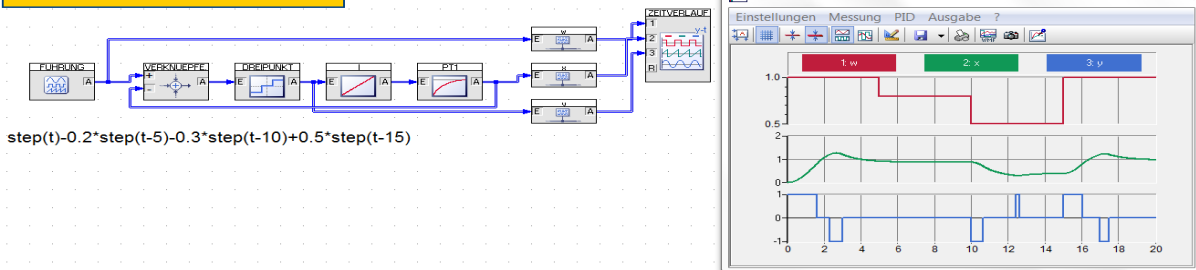 ZEITVERLAUF
w
E A
1
2
3
R
y-t
FÜHRUNG
A
VERKNUEPFE
+
-
A
DREIPUNKT
E A
I
E A
PT1
E A
x
E A
y
E A
step(t)-0.2*step(t-5)-0.3*step(t-10)+0.5*step(t-15)
Einstellungen Messung PID Ausgabe ?
WMF
1: w 2: x 3: y
1.0
0.5
2
1
0
1
0
-1
0 2 4 6 8 10 12 14 16 18 20